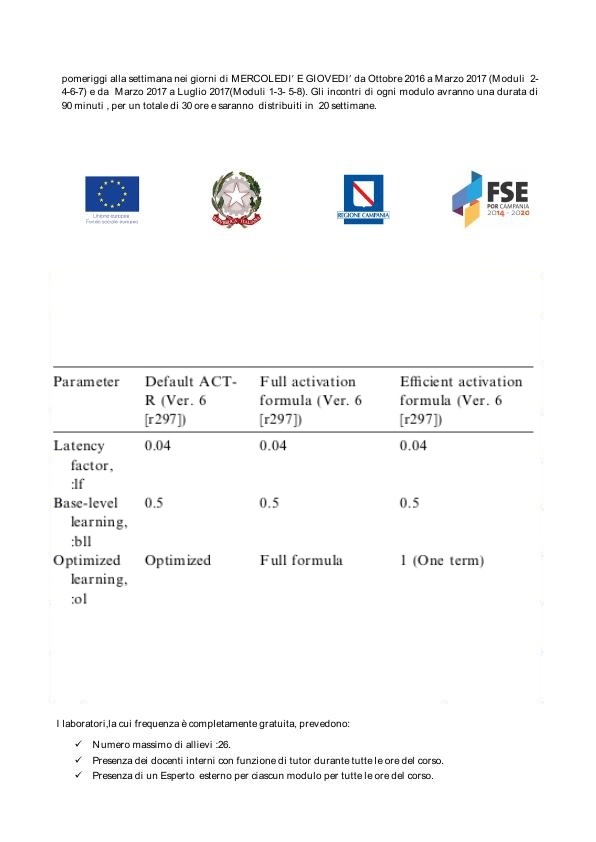 pomeriggi alla settimana nei giorni di MERCOLEDI’ E GIOVEDI’ da Ottobre 2016 a Marzo 2017 (Moduli 2-
4-6-7) e da Marzo 2017 a Luglio 2017(Moduli 1-3- 5-8). Gli incontri di ogni modulo avranno una durata di
90 minuti , per un totale di 30 ore e saranno distribuiti in 20 settimane.
Unione europea
Fondo sociale europeo
REPVBBLICA ITALIANA
REGIONE CAMPANIA
FSE
POR CAMPANIA
2014 - 2020
Parameter Default ACT- Full activation Efficient activation
R (Ver. 6 formula (Ver. 6 formula (Ver. 6
[r297]) [r297]) [r297])
Latency 0.04 0.04 0.04
factor,
:lf
Base-level 0.5 0.5 0.5
learning,
:bll
Optimized Optimized Full formula 1 (One term)
learning,
:ol
I laboratori,la cui frequenza è completamente gratuita, prevedono:
✓ Numero massimo di allievi :26.
✓ Presenza dei docenti interni con funzione di tutor durante tutte le ore del corso.
✓ Presenza di un Esperto esterno per ciascun modulo per tutte le ore del corso.